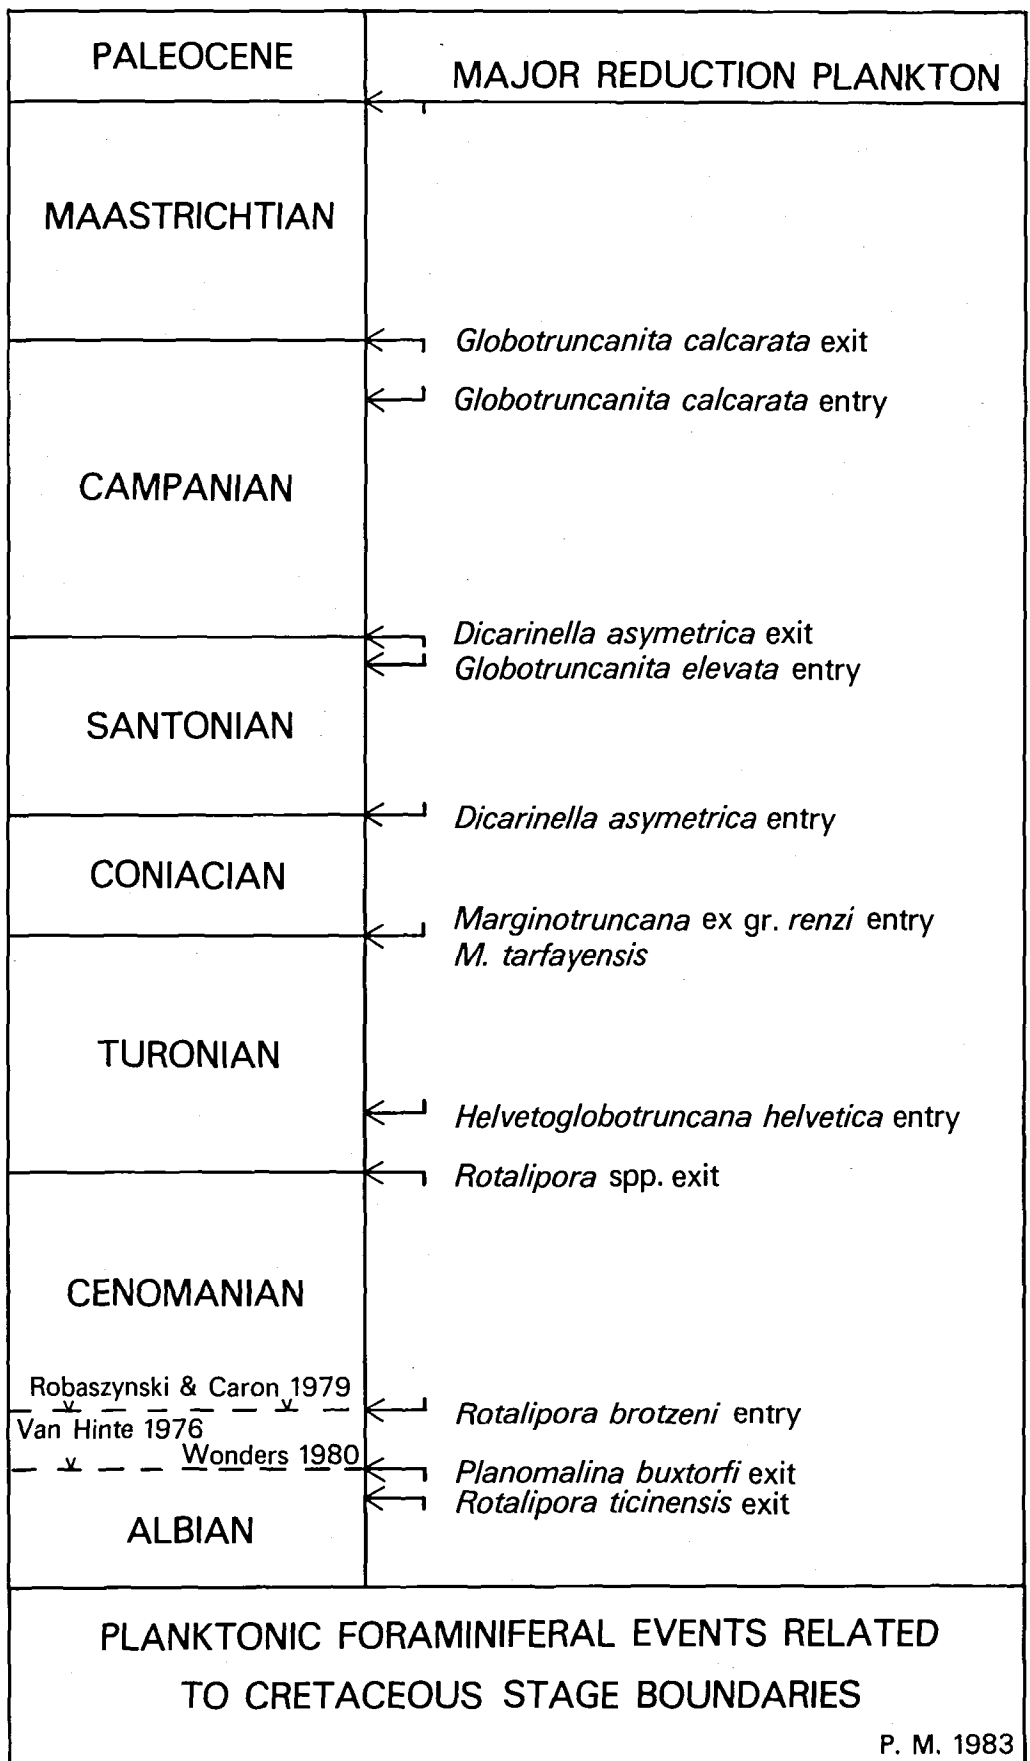 PALEOCENE
MAJOR REDUCTION PLANKTON
MAASTRICHTIAN
Globotruncanita calcarata exit
Globotruncanita calcarata entry
CAMPANIAN
Dicarinella asymetrica exit
Globotruncanita elevata entry
SANTONIAN
Dicarinella asymetrica entry
CONIACIAN
Marginotruncana ex gr. renzi entry
M. tarfayensis
TURONIAN
Helvetoglobotruncana helvetica entry
Rotalipora spp. exit
CENOMANIAN
Robaszynski & Caron 1979
Rotalipora brotzeni entry
Van Hinte 1976
Wonders 1980
Planomalina buxtorfi exit
Rotalipora ticinensis exit
ALBIAN
PLANKTONIC FORAMINIFERAL EVENTS RELATED
TO CRETACEOUS STAGE BOUNDARIES
P. M. 1983